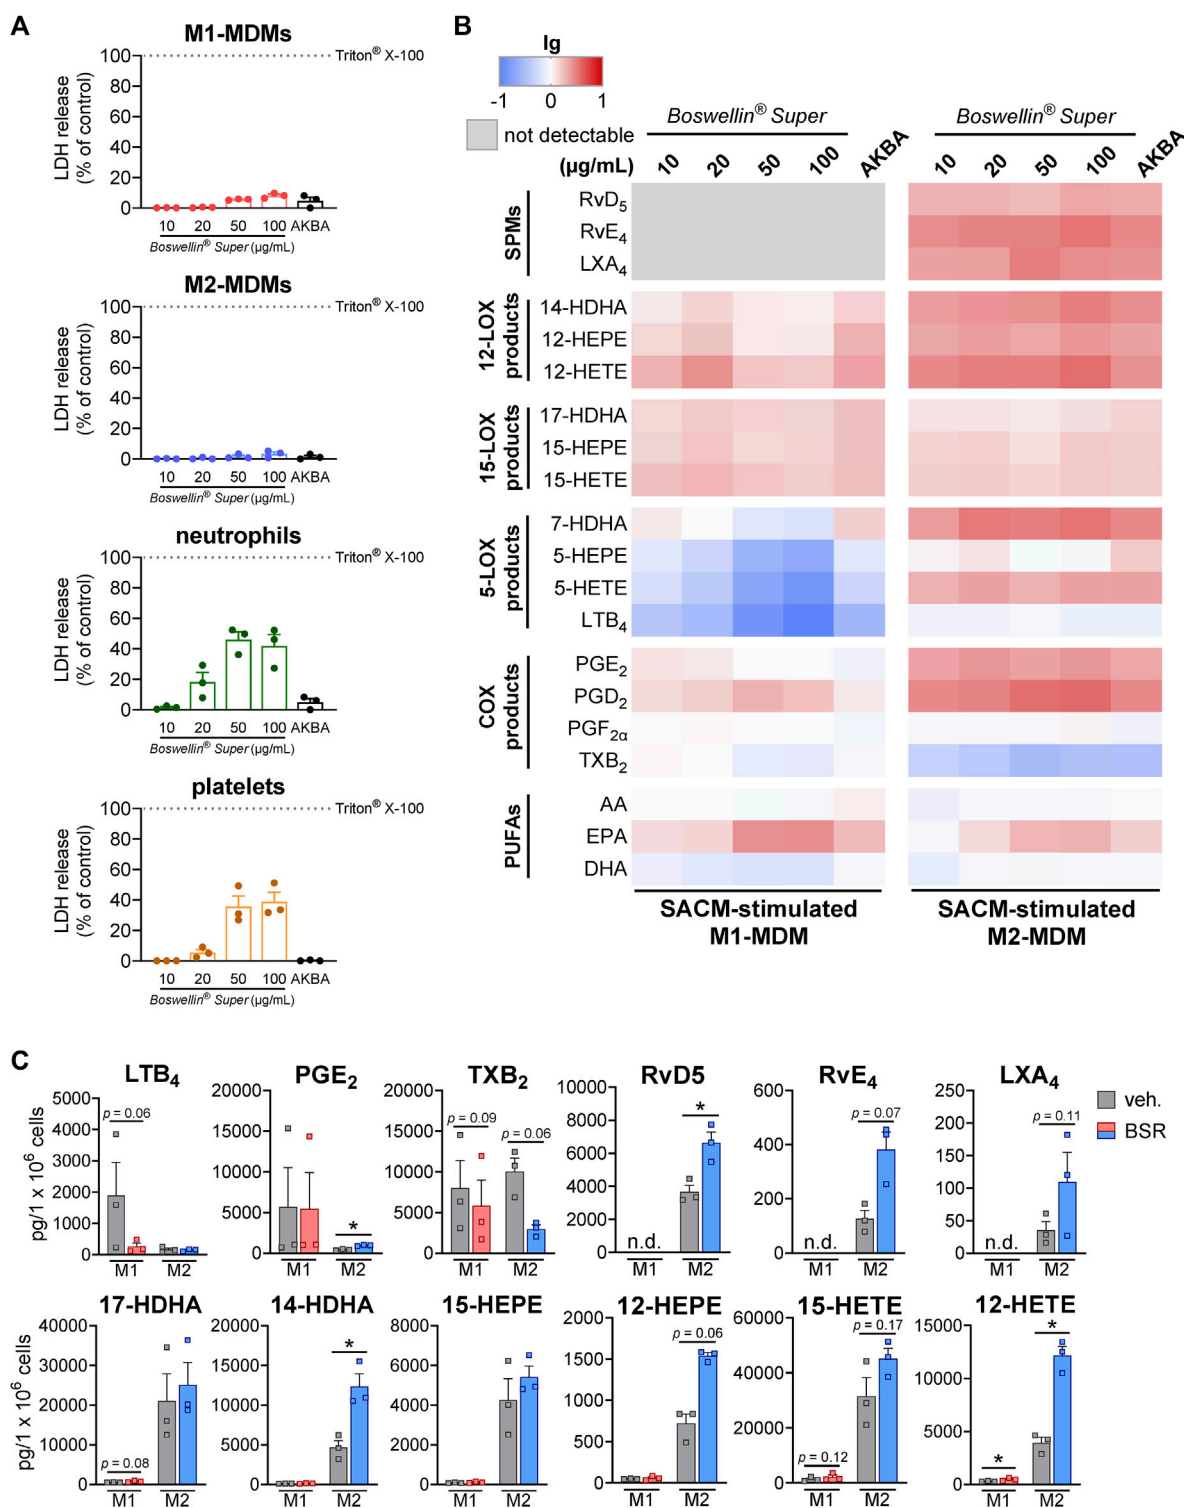 A
M1-MDMs
LDH release
(% of control)
100
80
60
40
20
0
Triton® X-100
10 20 50 100 AKBA
Boswellin® Super (µg/mL)
M2-MDMs
LDH release
(% of control)
100
80
60
40
20
0
Triton® X-100
10 20 50 100 AKBA
Boswellin® Super (µg/mL)
neutrophils
LDH release
(% of control)
100
80
60
40
20
0
Triton® X-100
10 20 50 100 AKBA
Boswellin® Super (µg/mL)
platelets
LDH release
(% of control)
100
80
60
40
20
0
Triton® X-100
10 20 50 100 AKBA
Boswellin® Super (µg/mL)
B
lg
-1 0 1
not detectable
Boswellin® Super
Boswellin® Super
(µg/mL) 10 20 50 100 AKBA 10 20 50 100 AKBA
SPMs
RvD5
RvE4
LXA4
12-LOX
products
14-HDHA
12-HEPE
12-HETE
15-LOX
products
17-HDHA
15-HEPE
15-HETE
5-LOX
products
7-HDHA
5-HEPE
5-HETE
LTB4
COX
products
PGE2
PGD2
PGF2α
TXB2
PUFAs
AA
EPA
DHA
SACM-stimulated
M1-MDM
SACM-stimulated
M2-MDM
C
pg/1 x 10⁶ cells
LTB4
5000
4000
3000
2000
1000
0
p = 0.06
M1 M2
PGE2
20000
15000
10000
5000
0
*
M1 M2
TXB2
20000
15000
10000
5000
0
p = 0.09
p = 0.06
M1 M2
RvD5
10000
8000
6000
4000
2000
0
*
n.d.
M1 M2
RvE4
600
400
200
0
p = 0.07
n.d.
M1 M2
LXA4
250
200
150
100
50
0
p = 0.11
n.d.
M1 M2
veh.
BSR
pg/1 x 10⁶ cells
17-HDHA
40000
30000
20000
10000
0
p = 0.08
M1 M2
14-HDHA
20000
15000
10000
5000
0
*
M1 M2
15-HEPE
8000
6000
4000
2000
0
M1 M2
12-HEPE
1500
1000
500
0
p = 0.06
M1 M2
15-HETE
60000
40000
20000
0
p = 0.12
p = 0.17
M1 M2
12-HETE
15000
10000
5000
0
*
*
M1 M2